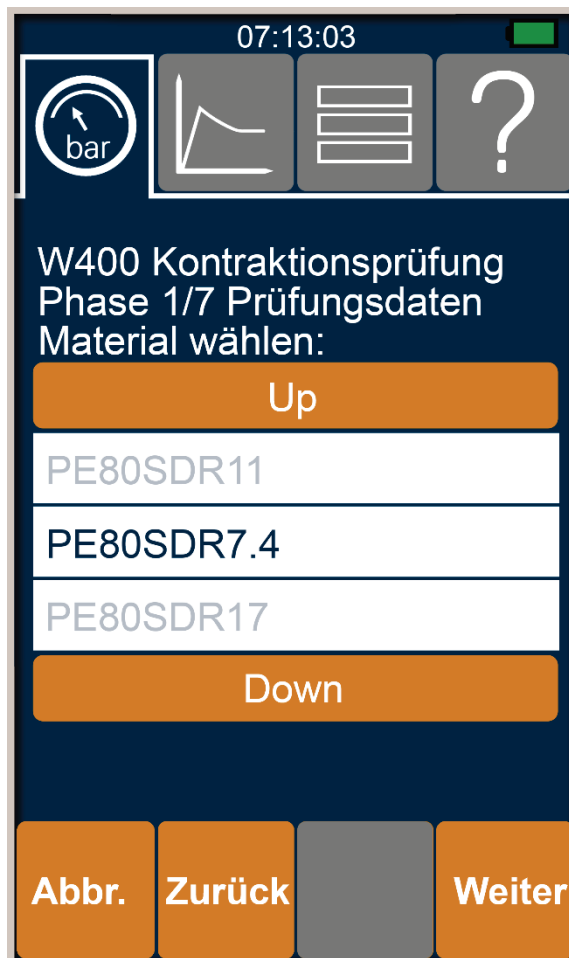 07:13:03
bar
?
W400 Kontraktionsprüfung
Phase 1/7 Prüfungsdaten
Material wählen:
Up
PE80SDR11
PE80SDR7.4
PE80SDR17
Down
Abbr. Zurück Weiter